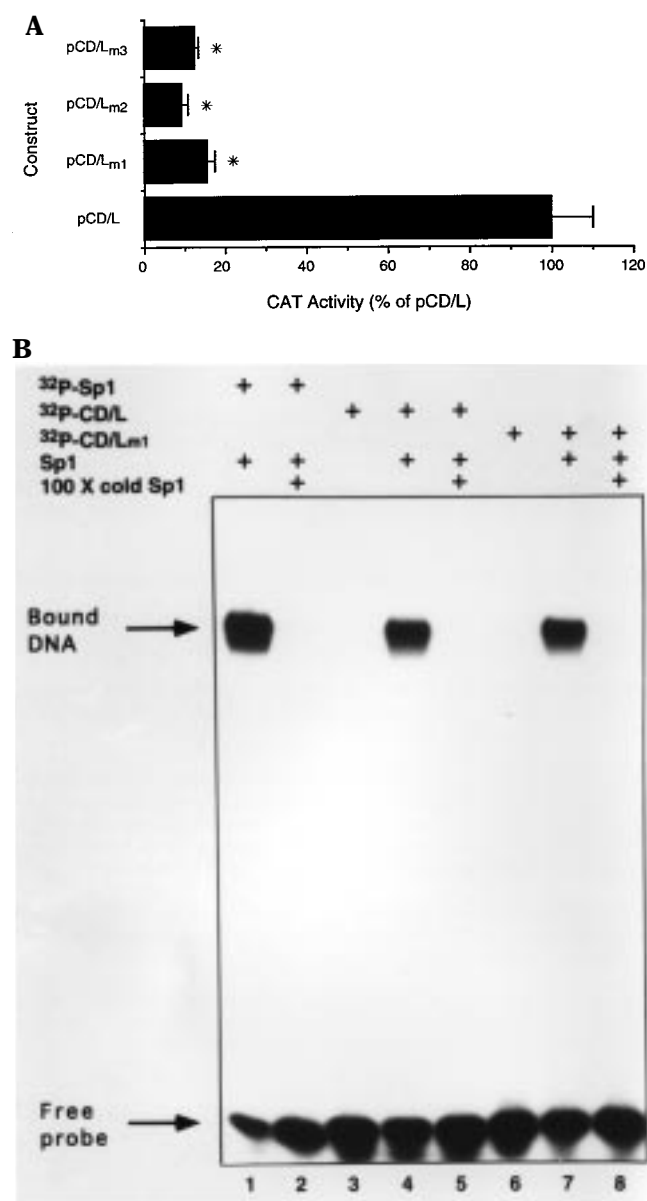 A
pCD/Lm3
*
pCD/Lm2
*
pCD/Lm1
*
pCD/L
Construct
0 20 40 60 80 100 120
CAT Activity (% of pCD/L)
B
32P-Sp1 + +
32P-CD/L + + +
32P-CD/Lm1 + + +
Sp1 + + + + + +
100 X cold Sp1 + + +
Bound
DNA
Free
probe
1 2 3 4 5 6 7 8